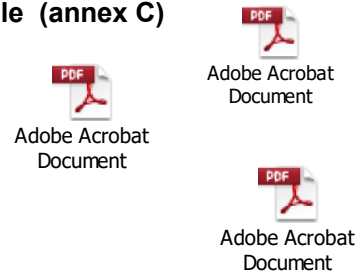 le (annex C)
PDF
Adobe Acrobat
Document
PDF
Adobe Acrobat
Document
PDF
Adobe Acrobat
Document